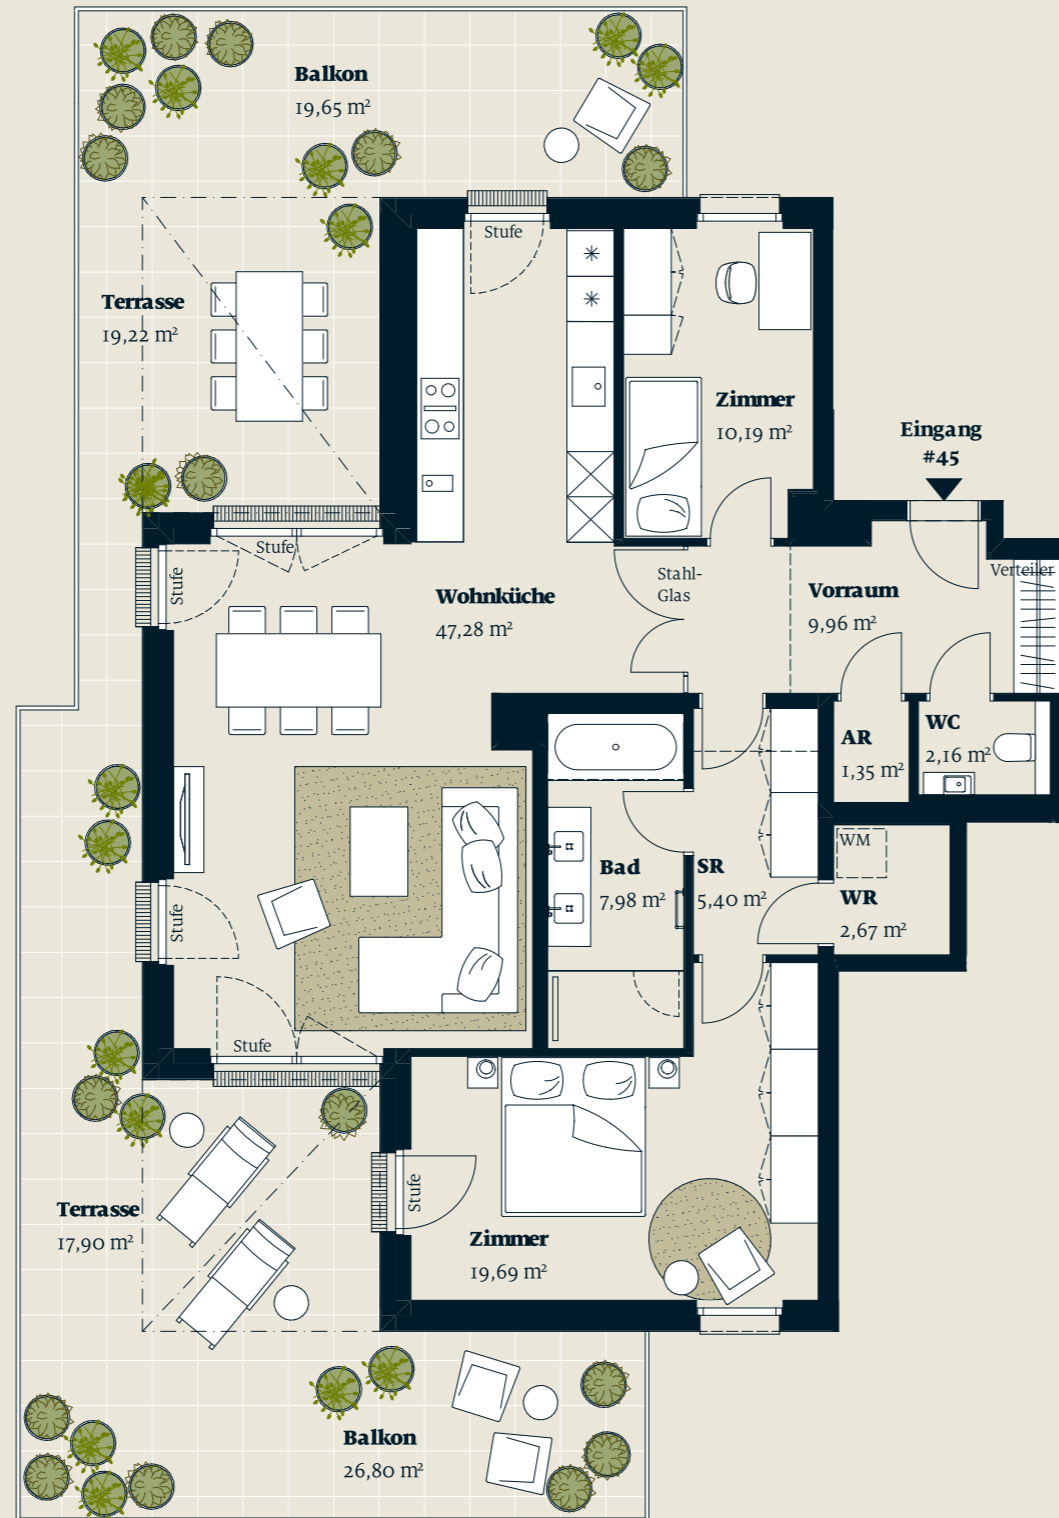 Balkon
19,65 m²
Stufe
Terrasse
19,22 m²
Zimmer
10,19 m²
Eingang
#45
Stufe
Stufe
Stahl-
Glas
Verteiler
Wohnküche
47,28 m²
Vorraum
9,96 m²
AR
1,35 m²
WC
2,16 m²
WM
Bad
7,98 m²
SR
5,40 m²
WR
2,67 m²
Stufe
Stufe
Stufe
Terrasse
17,90 m²
Zimmer
19,69 m²
Balkon
26,80 m²